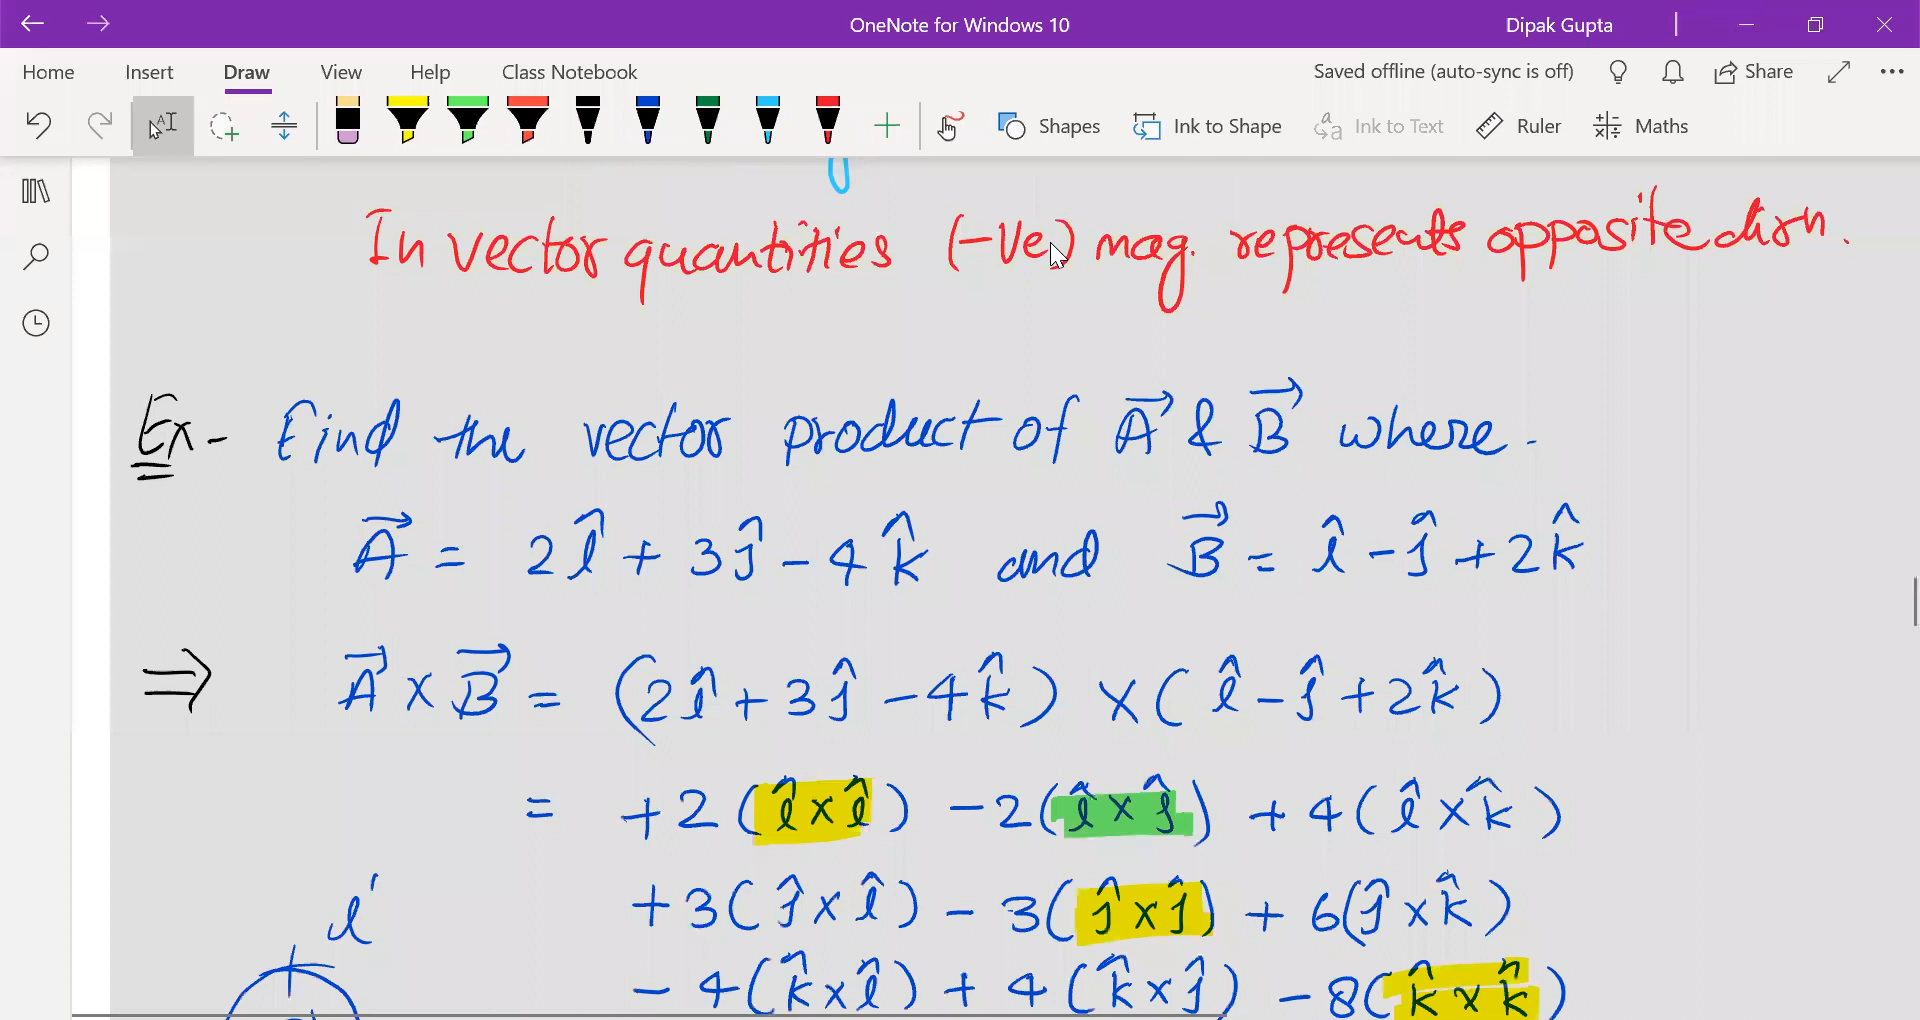 OneNote for Windows 10
Dipak Gupta
Home Insert Draw View Help Class Notebook
Saved offline (auto-sync is off) Share
Shapes Ink to Shape Ink to Text Ruler Maths
In vector quantities (-Ve) mag. represents opposite dirn.
Ex- Find the vector product of A⃗ & B⃗ where -
A⃗ = 2î + 3ĵ - 4k̂ and B⃗ = î - ĵ + 2k̂
⇒ A⃗ × B⃗ = (2î + 3ĵ - 4k̂) × (î - ĵ + 2k̂)
= +2(î × î) - 2(î × ĵ) + 4(î × k̂)
+ 3(ĵ × î) - 3(ĵ × ĵ) + 6(ĵ × k̂)
- 4(k̂ × î) + 4(k̂ × ĵ) - 8(k̂ × k̂)